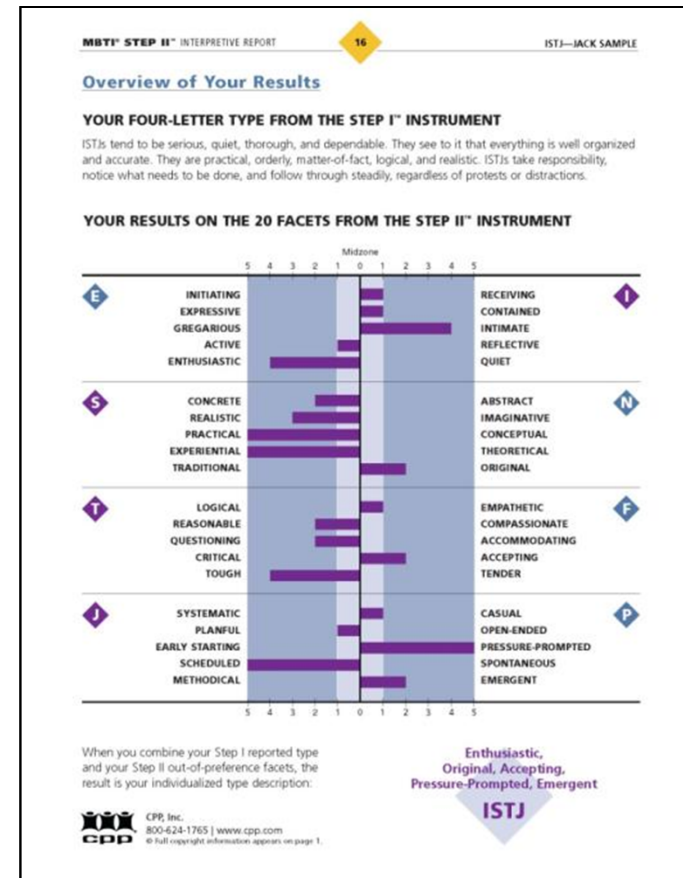 MBTI® STEP II™ INTERPRETIVE REPORT 16 ISTJ—JACK SAMPLE
Overview of Your Results
YOUR FOUR-LETTER TYPE FROM THE STEP I™ INSTRUMENT
ISTJs tend to be serious, quiet, thorough, and dependable. They see to it that everything is well organized
and accurate. They are practical, orderly, matter-of-fact, logical, and realistic. ISTJs take responsibility,
notice what needs to be done, and follow through steadily, regardless of protests or distractions.
YOUR RESULTS ON THE 20 FACETS FROM THE STEP II™ INSTRUMENT
Midzone
5 4 3 2 1 0 1 2 3 4 5
E INITIATING RECEIVING I
EXPRESSIVE CONTAINED
GREGARIOUS INTIMATE
ACTIVE REFLECTIVE
ENTHUSIASTIC QUIET
S CONCRETE ABSTRACT N
REALISTIC IMAGINATIVE
PRACTICAL CONCEPTUAL
EXPERIENTIAL THEORETICAL
TRADITIONAL ORIGINAL
T LOGICAL EMPATHETIC F
REASONABLE COMPASSIONATE
QUESTIONING ACCOMMODATING
CRITICAL ACCEPTING
TOUGH TENDER
J SYSTEMATIC CASUAL P
PLANFUL OPEN-ENDED
EARLY STARTING PRESSURE-PROMPTED
SCHEDULED SPONTANEOUS
METHODICAL EMERGENT
5 4 3 2 1 0 1 2 3 4 5
When you combine your Step I reported type
and your Step II out-of-preference facets, the
result is your individualized type description:
Enthusiastic,
Original, Accepting,
Pressure-Prompted, Emergent
ISTJ
cpp
CPP, Inc.
800-624-1765 | www.cpp.com
© Full copyright information appears on page 1.